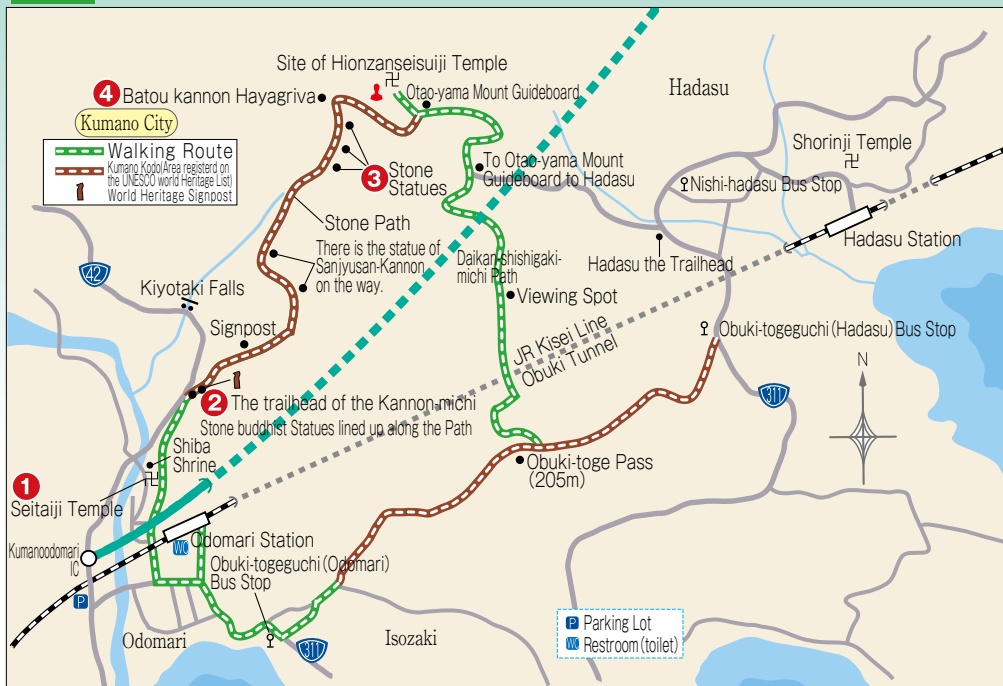 Site of Hionzanseisuiji Temple
4 Batou kannon Hayagriva
Otao-yama Mount Guideboard
Hadasu
Kumano City
Walking Route
Kumano Kodo(Area registerd on
the UNESCO world Heritage List)
World Heritage Signpost
3 Stone
Statues
To Otao-yama Mount
Guideboard to Hadasu
Shorinji Temple
Nishi-hadasu Bus Stop
Stone Path
Hadasu Station
There is the statue of
Sanjyusan-Kannon
on the way.
Daikan-shishigaki-
michi Path
Hadasu the Trailhead
42
Kiyotaki Falls
Viewing Spot
Signpost
JR Kisei Line
Obuki Tunnel
Obuki-togeguchi (Hadasu) Bus Stop
N
311
2 The trailhead of the Kannon-michi
Stone buddhist Statues lined up along the Path
Shiba
Shrine
Obuki-toge Pass
(205m)
1
Seitaiji Temple
Kumanoodomari
IC
WC
Odomari Station
Obuki-togeguchi (Odomari)
Bus Stop
P
Odomari
311
Isozaki
P Parking Lot
WC Restroom (toilet)